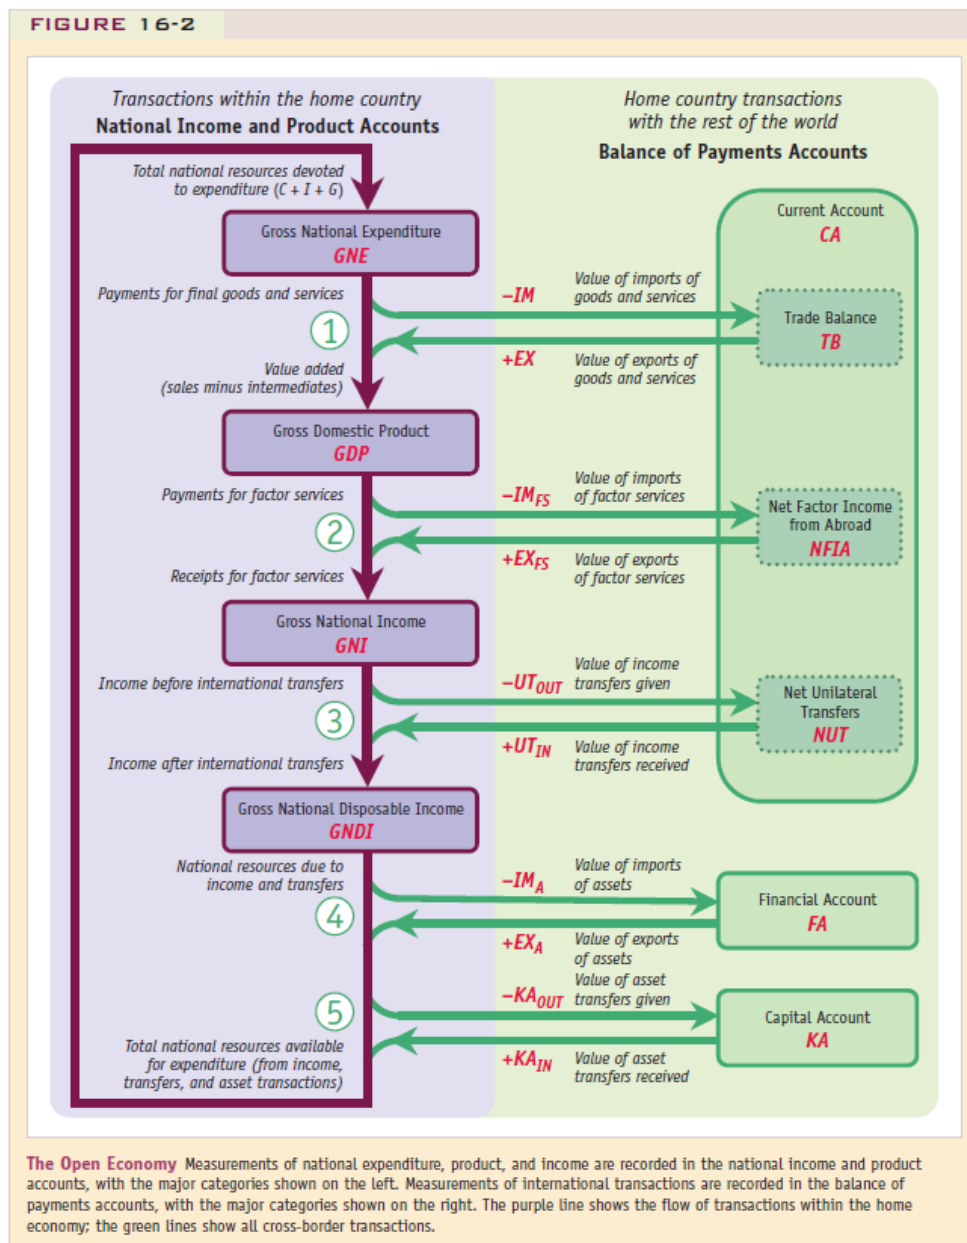 FIGURE 16-2
Transactions within the home country
National Income and Product Accounts
Home country transactions
with the rest of the world
Balance of Payments Accounts
Total national resources devoted
to expenditure (C + I + G)
Current Account
CA
Gross National Expenditure
GNE
Payments for final goods and services
1
Value added
(sales minus intermediates)
–IM
Value of imports of
goods and services
+EX
Value of exports of
goods and services
Trade Balance
TB
Gross Domestic Product
GDP
Payments for factor services
2
Receipts for factor services
–IMFS
Value of imports
of factor services
+EXFS
Value of exports
of factor services
Net Factor Income
from Abroad
NFIA
Gross National Income
GNI
Income before international transfers
3
Income after international transfers
–UTOUT
Value of income
transfers given
+UTIN
Value of income
transfers received
Net Unilateral
Transfers
NUT
Gross National Disposable Income
GNDI
National resources due to
income and transfers
4
–IMA
Value of imports
of assets
+EXA
Value of exports
of assets
Financial Account
FA
5
Total national resources available
for expenditure (from income,
transfers, and asset transactions)
–KAOUT
Value of asset
transfers given
+KAIN
Value of asset
transfers received
Capital Account
KA
The Open Economy Measurements of national expenditure, product, and income are recorded in the national income and product
accounts, with the major categories shown on the left. Measurements of international transactions are recorded in the balance of
payments accounts, with the major categories shown on the right. The purple line shows the flow of transactions within the home
economy; the green lines show all cross-border transactions.